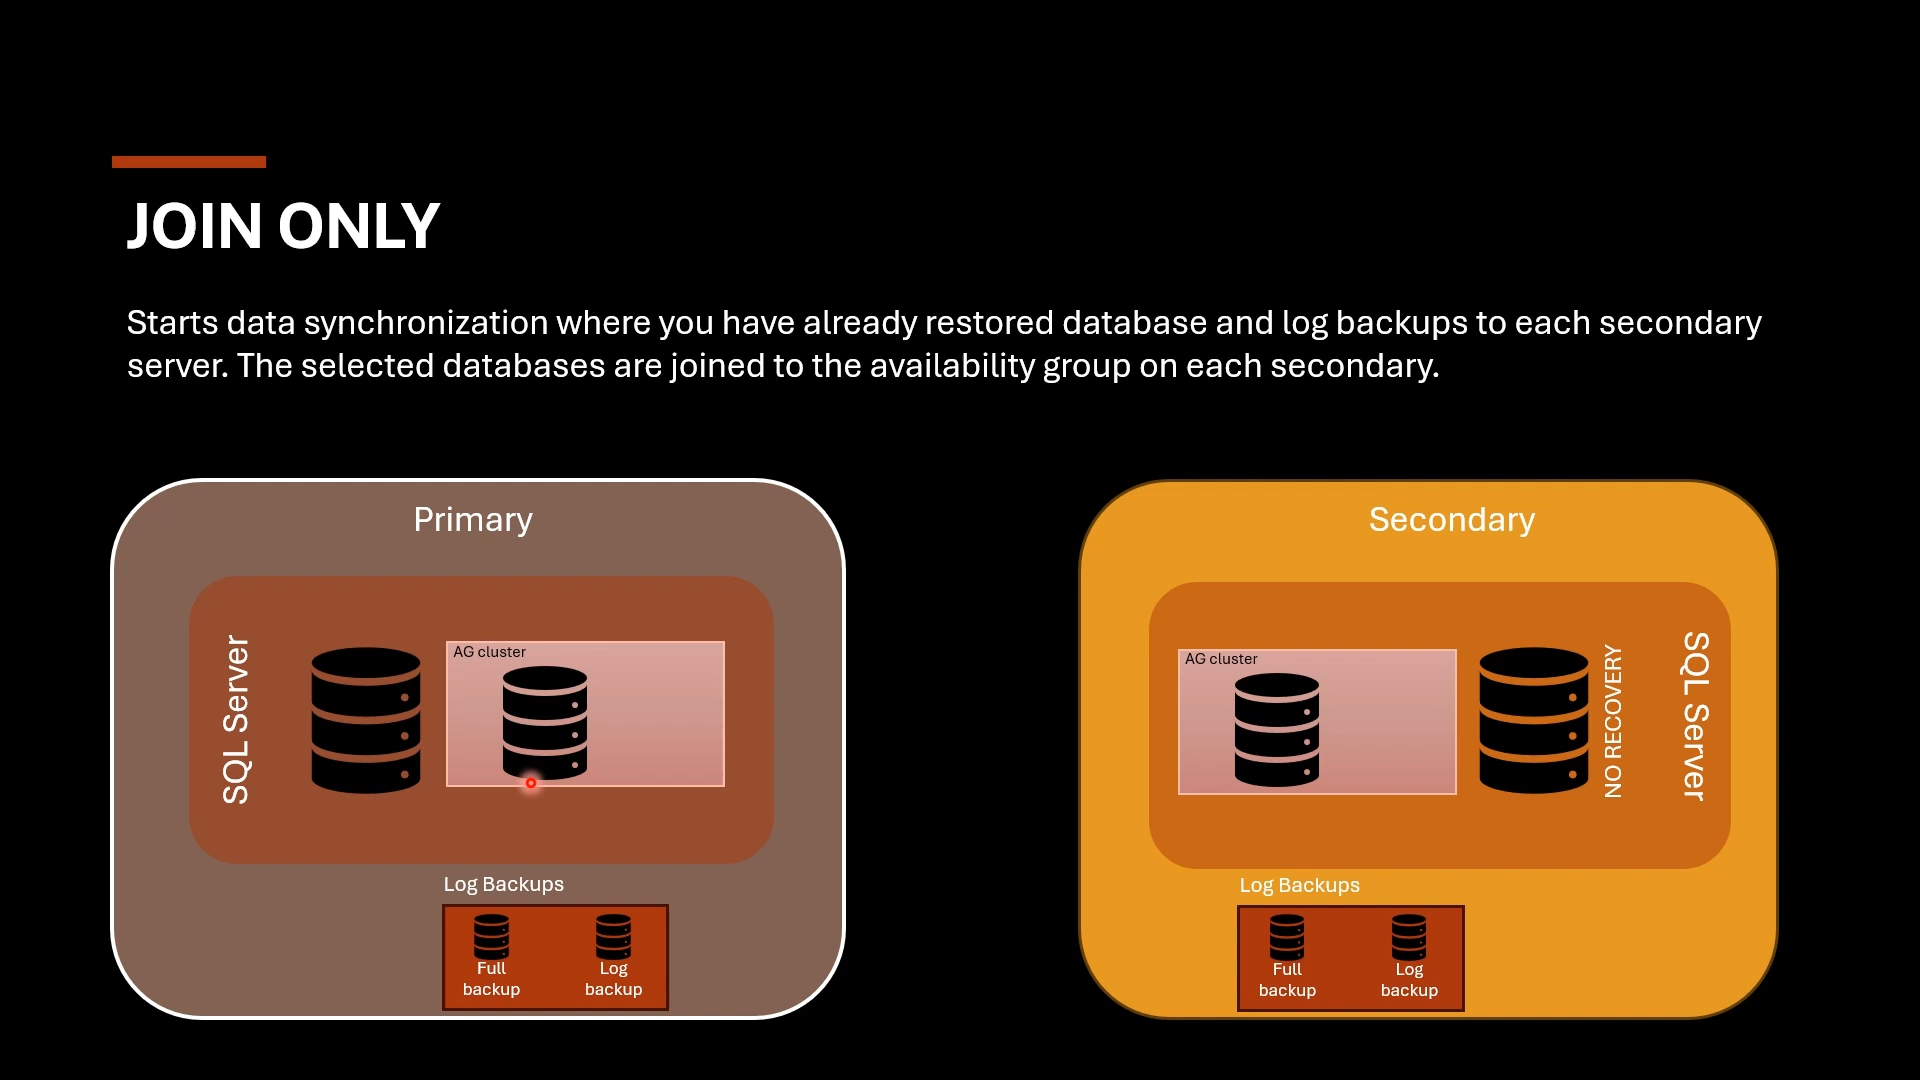 JOIN ONLY
Starts data synchronization where you have already restored database and log backups to each secondary
server. The selected databases are joined to the availability group on each secondary.
Primary
SQL Server
AG cluster
Log Backups
Full
backup
Log
backup
Secondary
AG cluster
NO RECOVERY
SQL Server
Log Backups
Full
backup
Log
backup